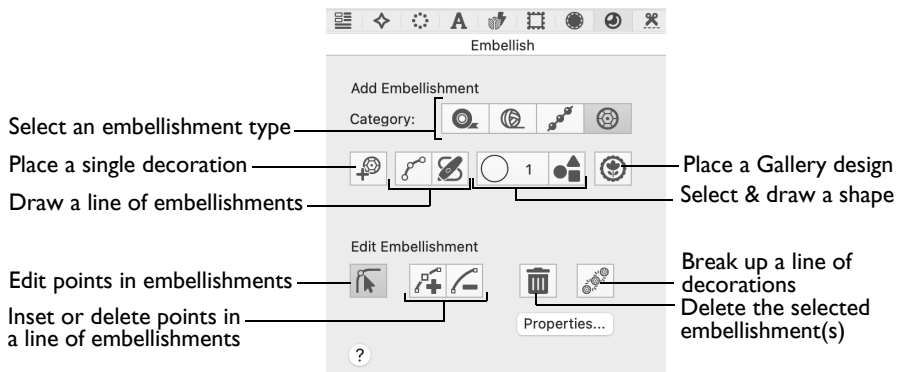 Embellish
Add Embellishment
Category:
Select an embellishment type
Place a single decoration
Draw a line of embellishments
1
Place a Gallery design
Select & draw a shape
Edit Embellishment
Edit points in embellishments
Inset or delete points in
a line of embellishments
Break up a line of
decorations
Delete the selected
embellishment(s)
Properties...
?